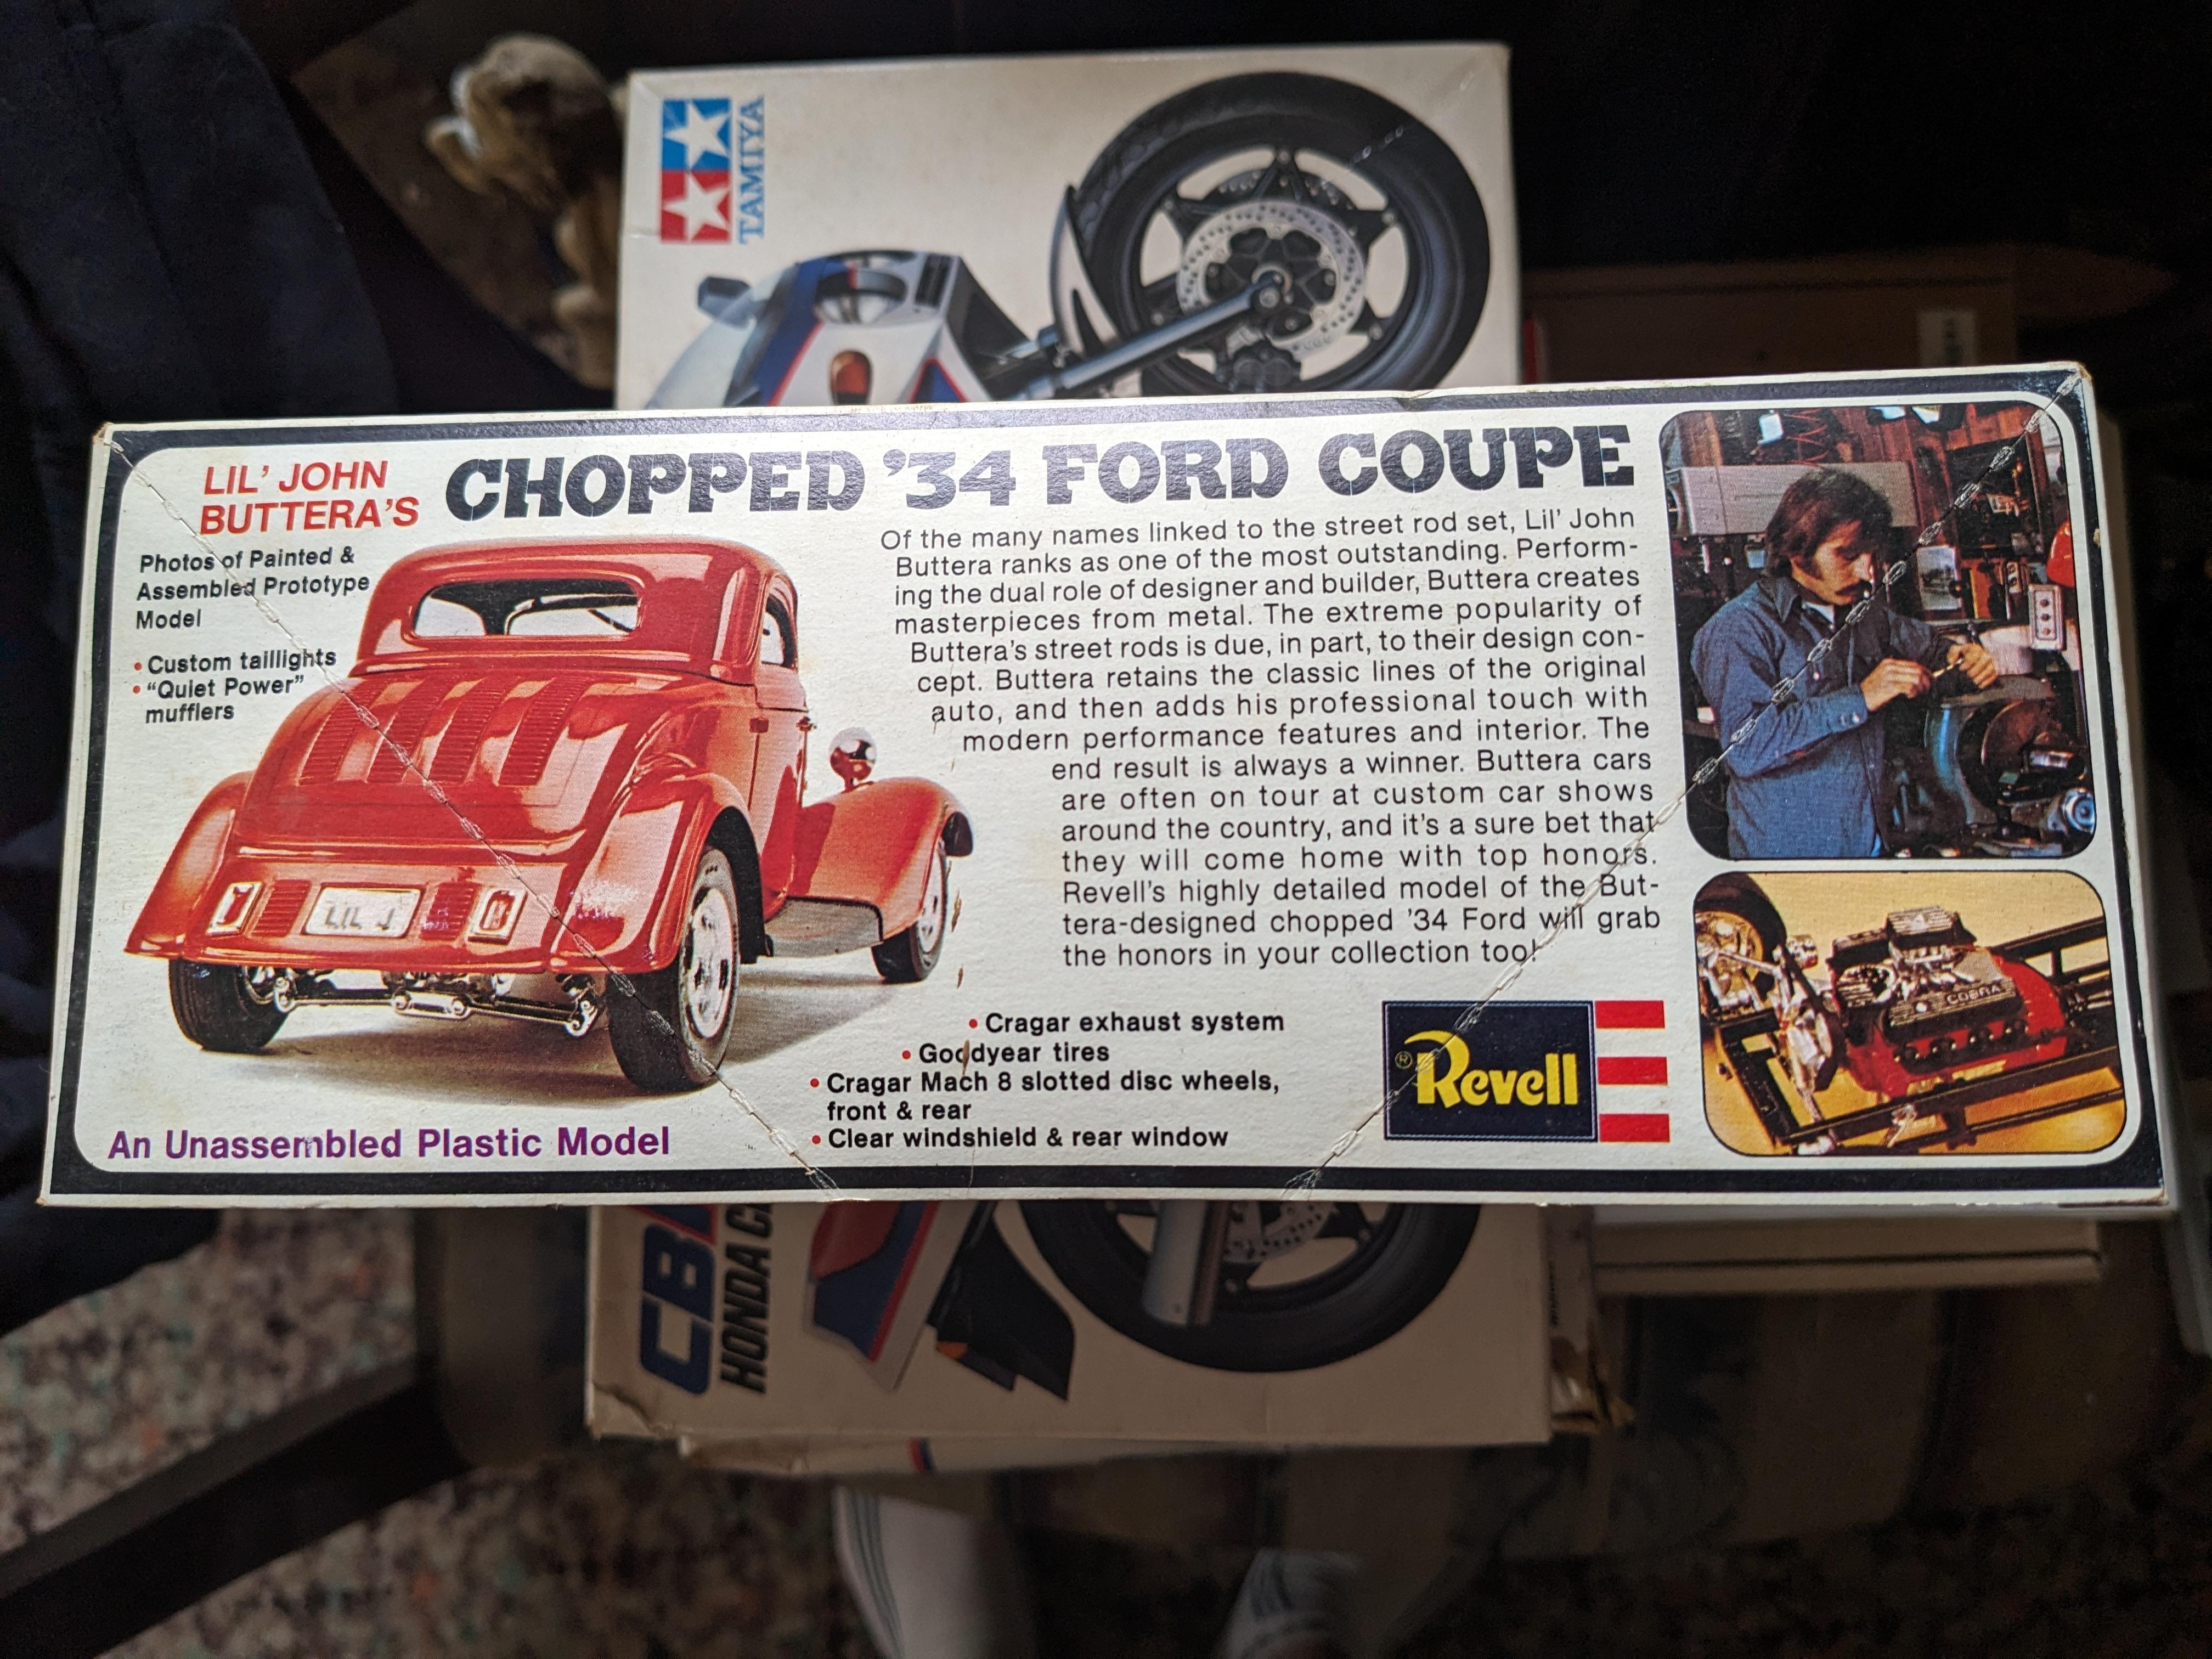 TAMIYA
LIL' JOHN
BUTTERA'S
CHOPPED '34 FORD COUPE
Photos of Painted &
Assembled Prototype
Model
• Custom taillights
• "Quiet Power"
mufflers
LIL J
Of the many names linked to the street rod set, Lil' John
Buttera ranks as one of the most outstanding. Perform-
ing the dual role of designer and builder, Buttera creates
masterpieces from metal. The extreme popularity of
Buttera's street rods is due, in part, to their design con-
cept. Buttera retains the classic lines of the original
auto, and then adds his professional touch with
modern performance features and interior. The
end result is always a winner. Buttera cars
are often on tour at custom car shows
around the country, and it's a sure bet that
they will come home with top honors.
Revell's highly detailed model of the But-
tera-designed chopped '34 Ford will grab
the honors in your collection too!
• Cragar exhaust system
• Goodyear tires
• Cragar Mach 8 slotted disc wheels,
front & rear
• Clear windshield & rear window
An Unassembled Plastic Model
® Revell
COBRA
HONDA